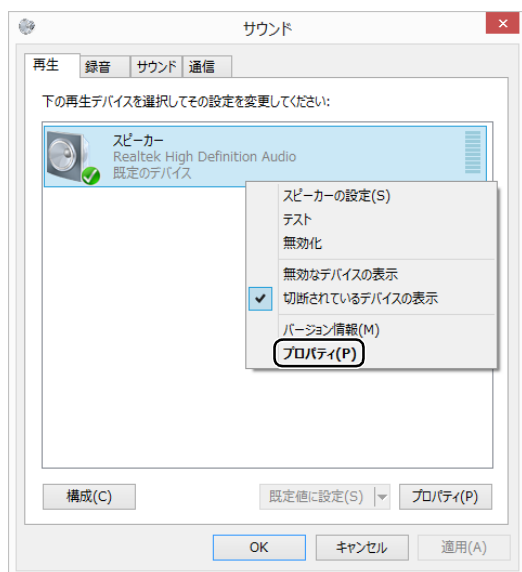 サウンド
再生 録音 サウンド 通信
下の再生デバイスを選択してその設定を変更してください:
スピーカー
Realtek High Definition Audio
既定のデバイス
スピーカーの設定(S)
テスト
無効化
無効なデバイスの表示
切断されているデバイスの表示
バージョン情報(M)
プロパティ(P)
構成(C) 既定値に設定(S) プロパティ(P)
OK キャンセル 適用(A)